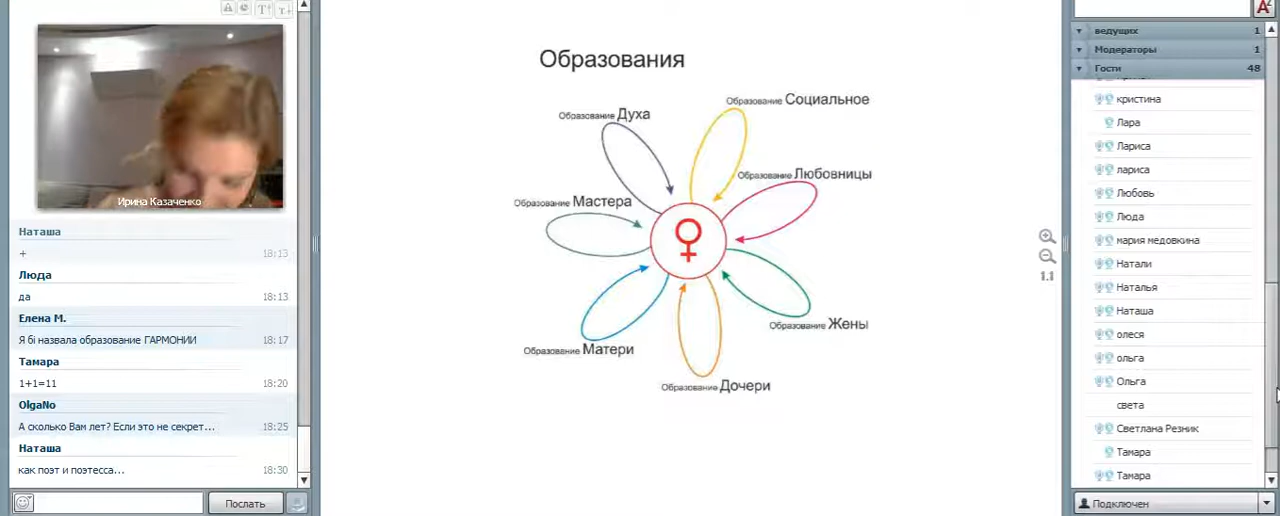 Ирина Казаченко
Наташа
+ 18:13
Люда
да 18:13
Елена М.
Я бі назвала образование ГАРМОНИИ 18:17
Тамара
1+1=11 18:20
OlgaNo
А сколько Вам лет? Если это не секрет... 18:25
Наташа
как поэт и поэтесса... 18:30
Послать
Образования
Образование Социальное
Образование Духа
Образование Любовницы
Образование Мастера
Образование Жены
Образование Матери
Образование Дочери
1:1
ведущих 1
Модераторы 1
Гости 48
кристина
Лара
Лариса
лариса
Любовь
Люда
мария медовкина
Натали
Наталья
Наташа
олеся
ольга
Ольга
света
Светлана Резник
Тамара
Тамара
Подключен